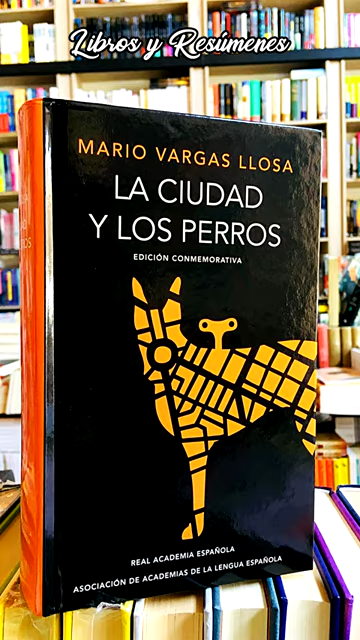 Libros y Resúmenes
MARIO VARGAS LLOSA
LA CIUDAD
Y LOS PERROS
EDICIÓN CONMEMORATIVA
REAL ACADEMIA ESPAÑOLA
ASOCIACIÓN DE ACADEMIAS DE LA LENGUA ESPAÑOLA